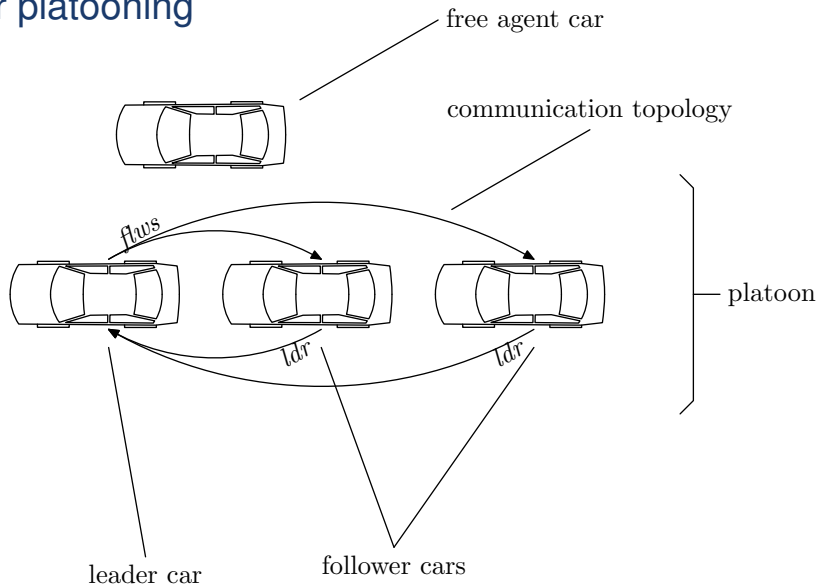 r platooning
free agent car
communication topology
flws
platoon
ldr
ldr
leader car
follower cars